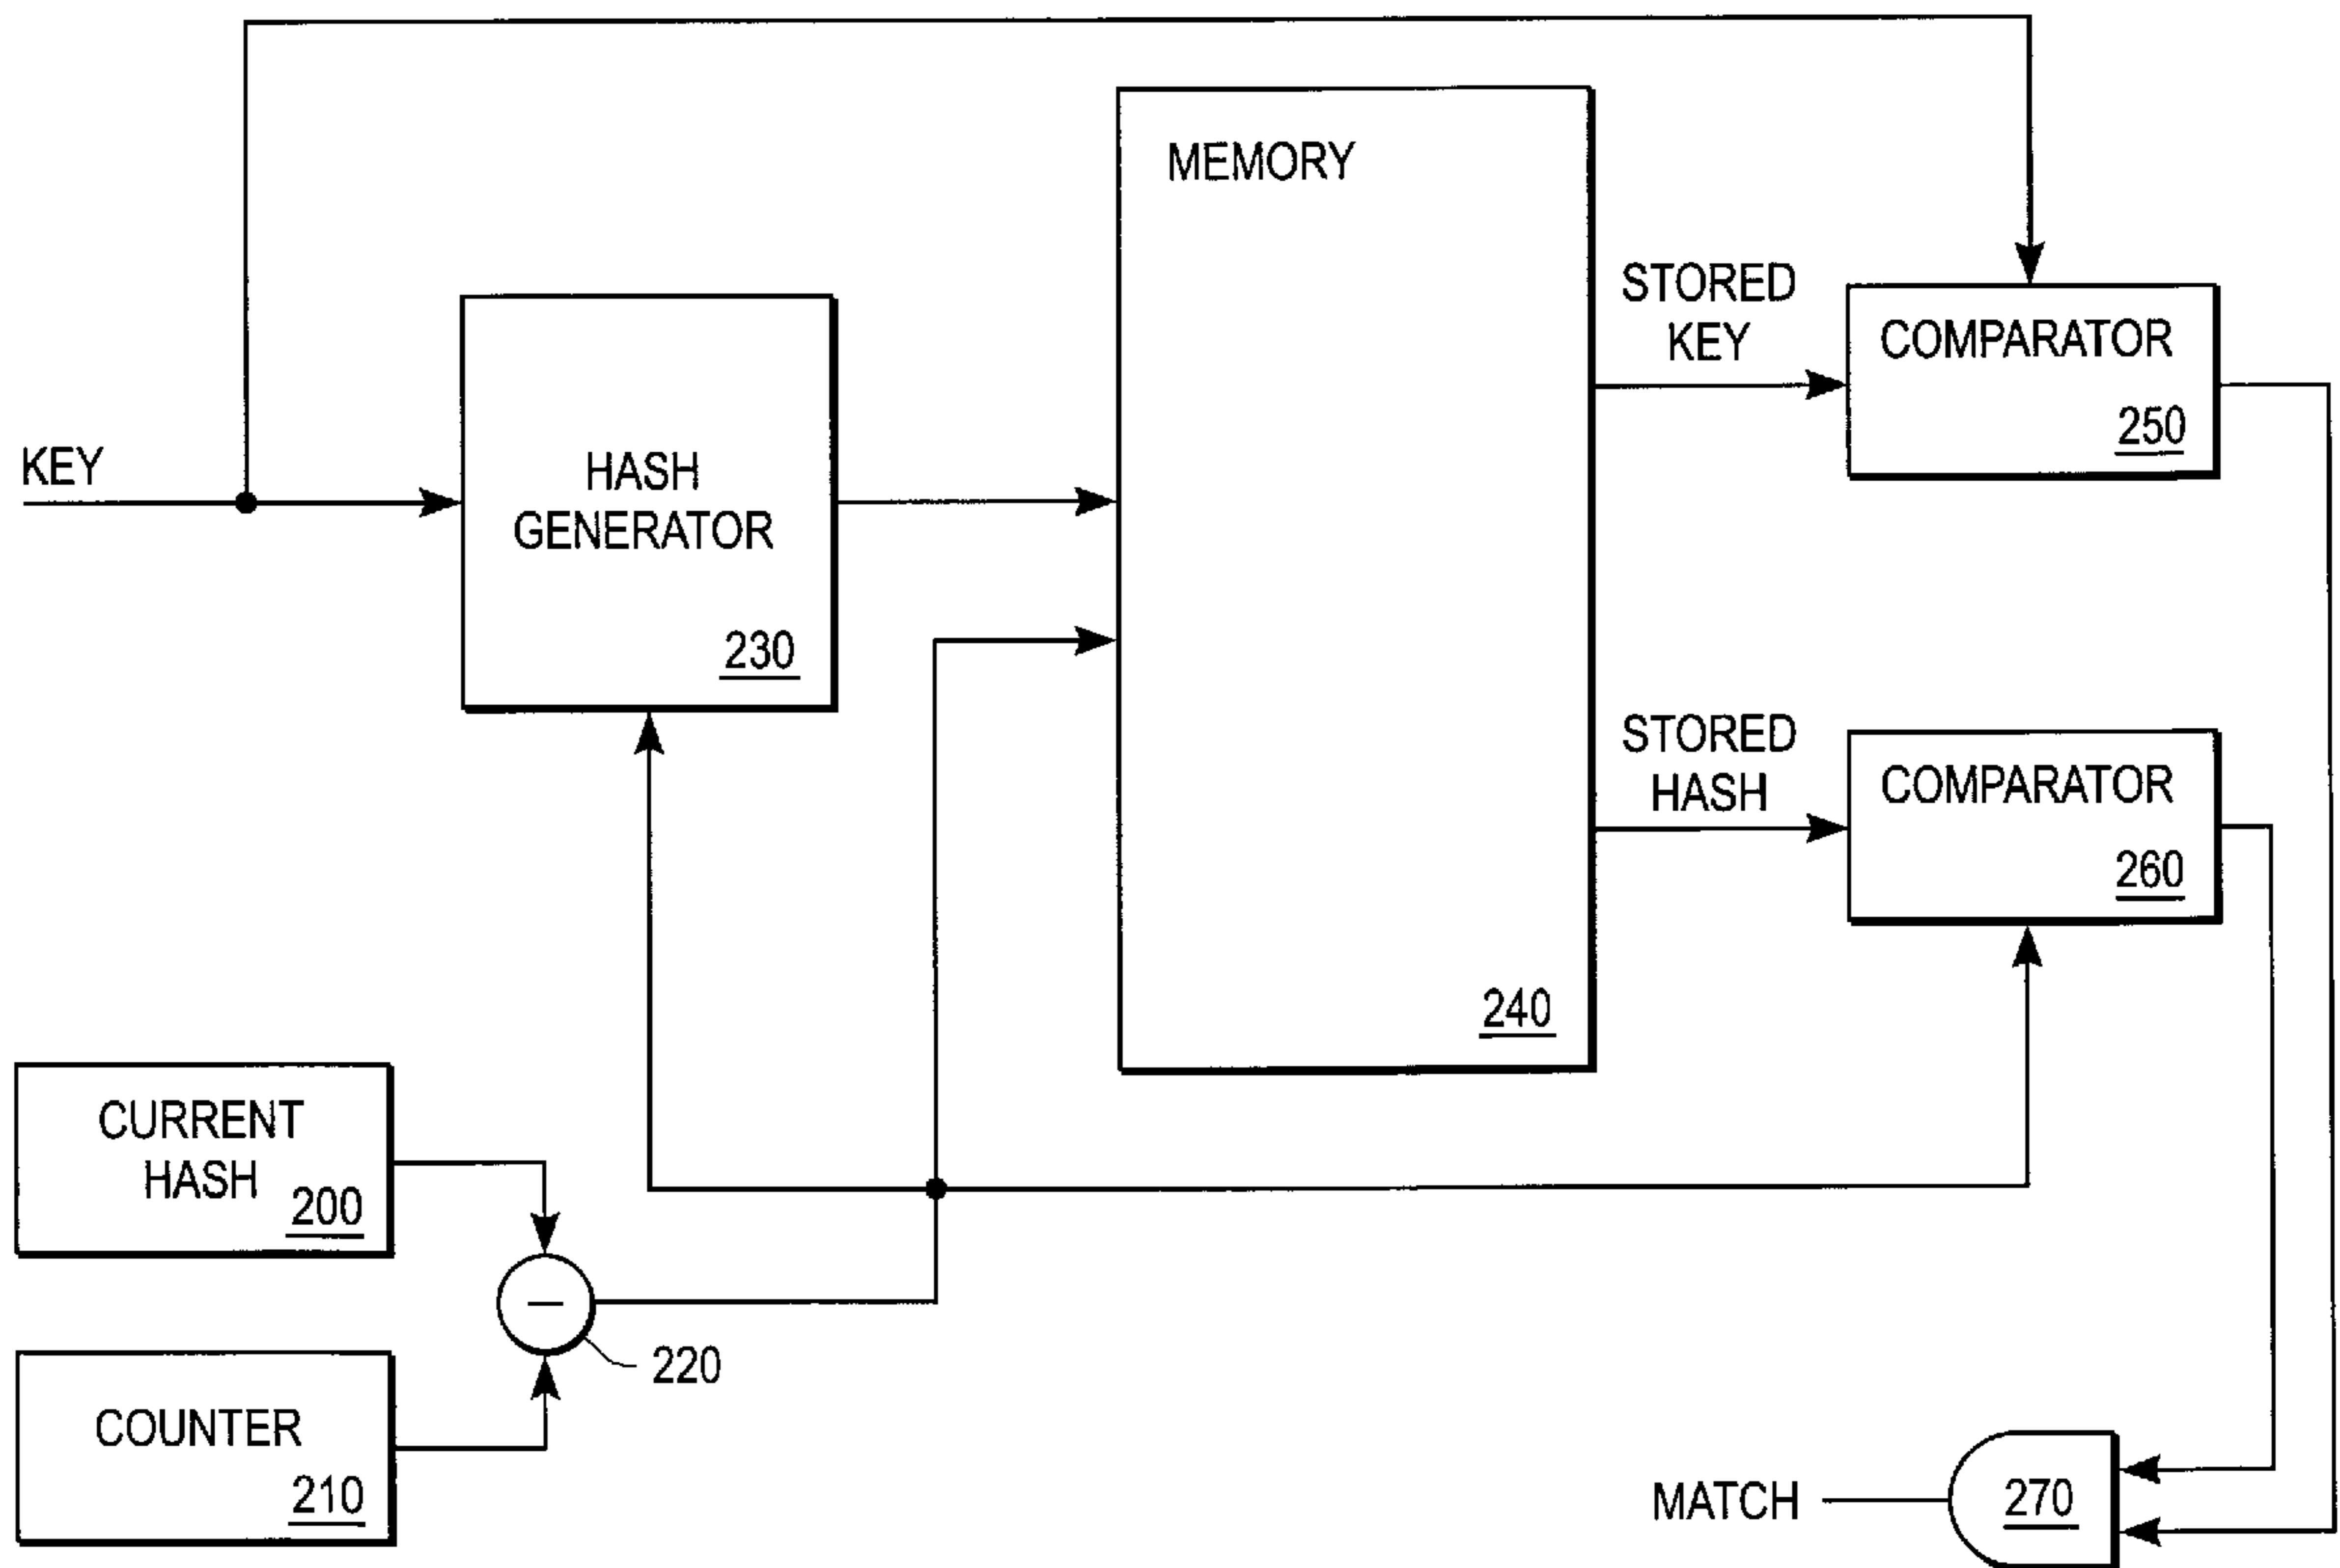 MEMORY
STORED
KEY
COMPARATOR
250
KEY
HASH
GENERATOR
230
STORED
HASH
COMPARATOR
260
240
CURRENT
HASH
200
220
COUNTER
210
MATCH
270